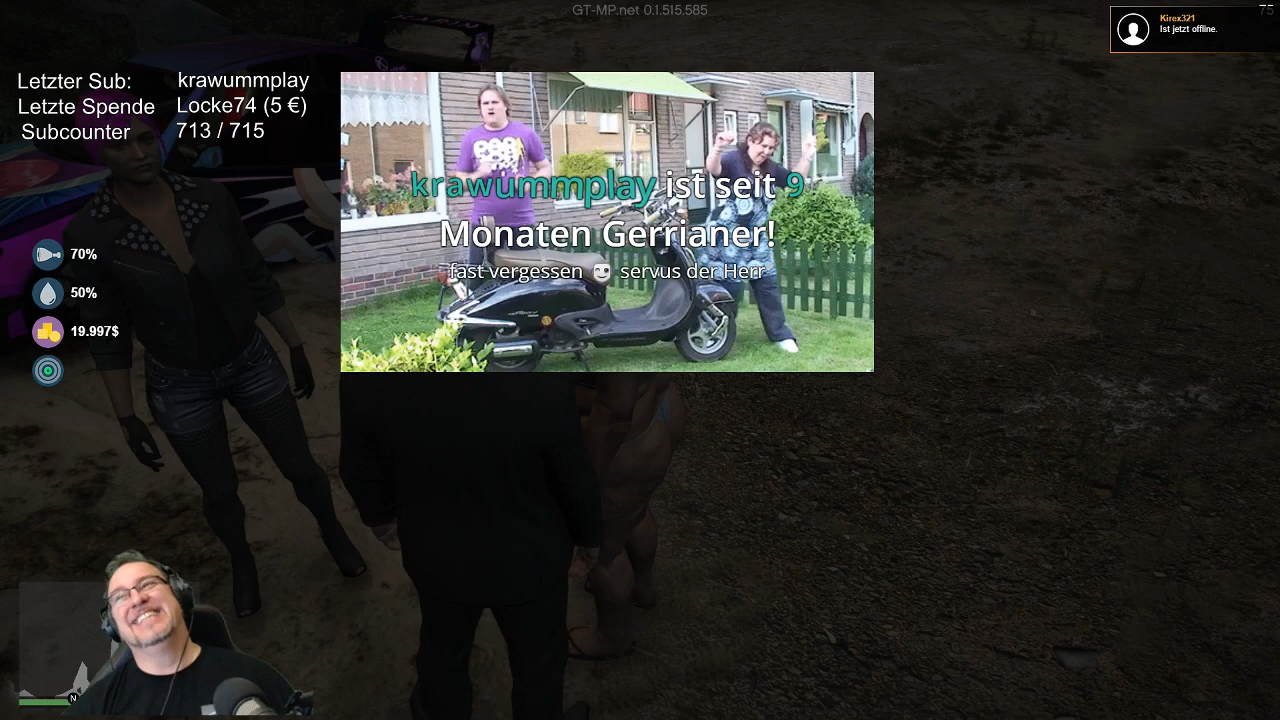 GT-MP.net 0.1.515.585
75
Kirex321
Ist jetzt offline.
Letzter Sub: krawummplay
Letzte Spende Locke74 (5 €)
Subcounter 713 / 715
krawummplay ist seit 9
Monaten Gerrianer!
fast vergessen servus der Herr
70%
50%
19.997$
N